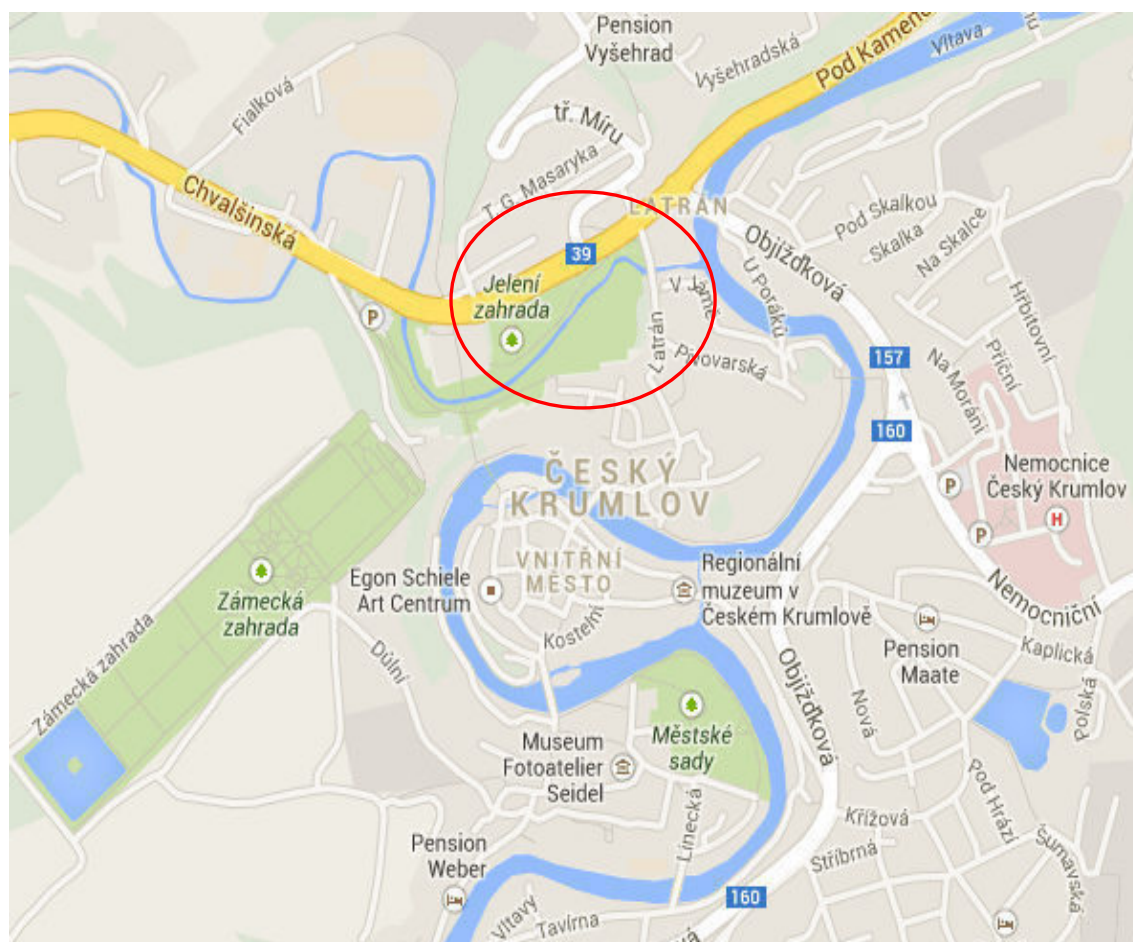 Pension
Vyšehrad
Vyšehradská
Pod Kamen
Vltava
Fialková
tř. Míru
T. G. Masaryka
Chvalšinská
LATRÁN
39
Objížďková
Pod Skalkou
Skalka
Na Skalce
Jelení
zahrada
P
V Jámě
U Poráků
Latrán
Pivovarská
Hřbitovní
Příční
157
Na Moráni
160
ČESKÝ
KRUMLOV
Nemocnice
Český Krumlov
P
P
H
VNITŘNÍ
MĚSTO
Egon Schiele
Art Centrum
Regionální
muzeum v
Českém Krumlově
Nemocniční
Zámecká
zahrada
Kostelní
Zámecká zahrada
Důlní
Pension
Maate
Kaplická
Polská
Objížďková
Nová
Městské
sady
Museum
Fotoatelier
Seidel
Pod Hrází
Křížová
Linecká
Stříbrná
Šumavská
Pension
Weber
160
Vltavy
Tavírna